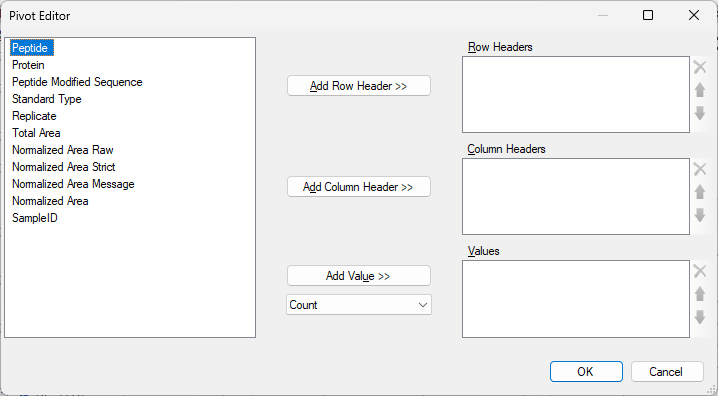 Pivot Editor
Peptide
Protein
Peptide Modified Sequence
Standard Type
Replicate
Total Area
Normalized Area Raw
Normalized Area Strict
Normalized Area Message
Normalized Area
SampleID
Add Row Header >>
Add Column Header >>
Add Value >>
Count
Row Headers
Column Headers
Values
OK
Cancel